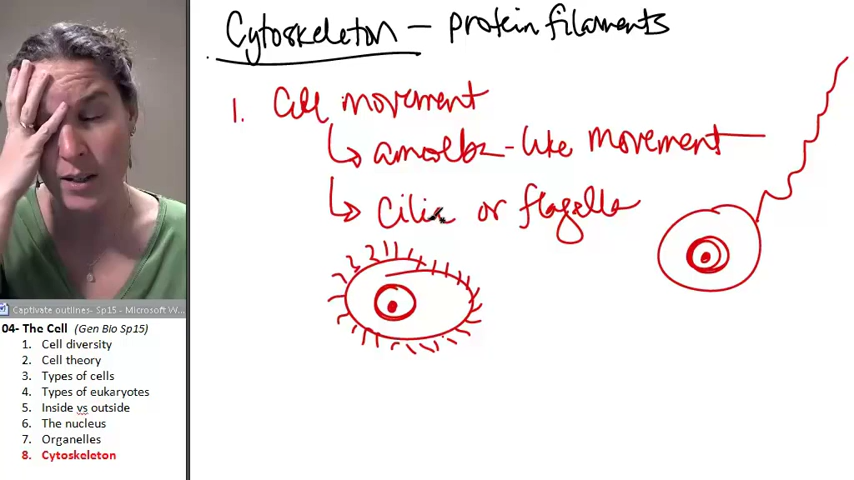 Cytoskeleton - protein filaments
1. Cell movement
↳ amoeba-like movement
↳ Cilia or flagella
Captivate outlines- Sp15 - Microsoft W...
04- The Cell (Gen Bio Sp15)
1. Cell diversity
2. Cell theory
3. Types of cells
4. Types of eukaryotes
5. Inside vs outside
6. The nucleus
7. Organelles
8. Cytoskeleton